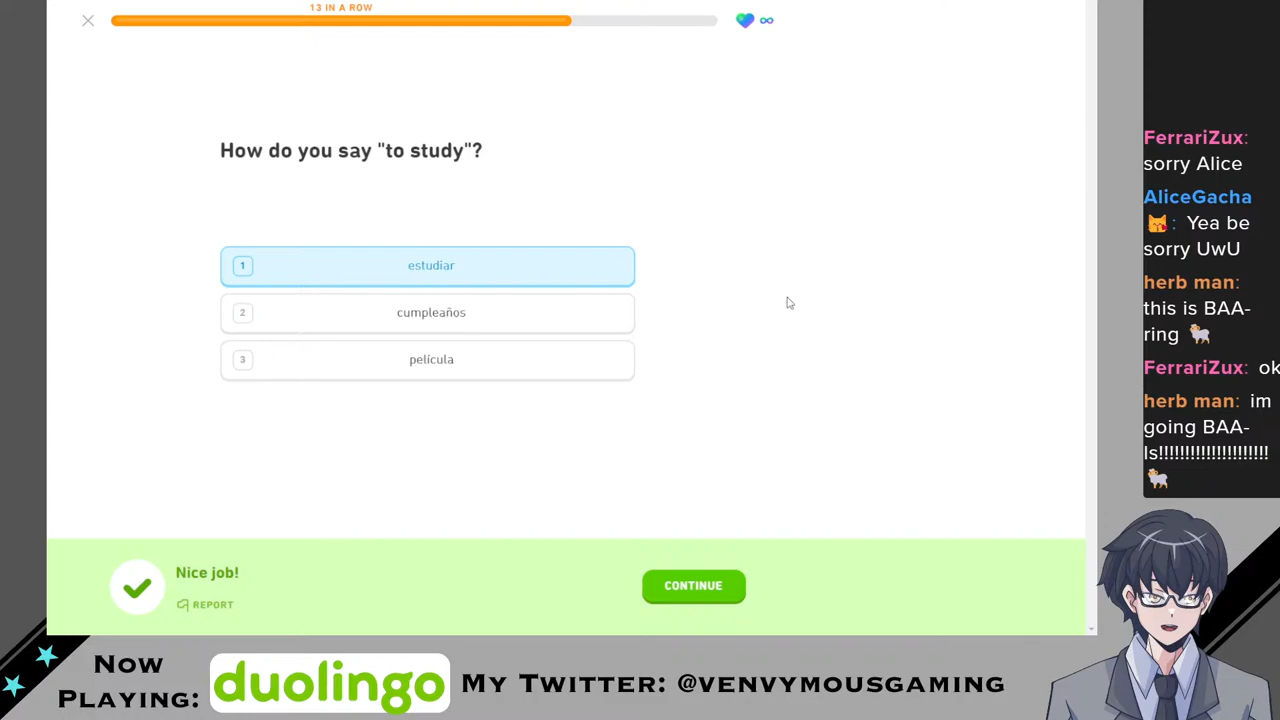 13 IN A ROW
How do you say "to study"?
1 estudiar
2 cumpleaños
3 película
Nice job!
REPORT
CONTINUE
FerrariZux:
sorry Alice
AliceGacha
: Yea be
sorry UwU
herb man:
this is BAA-
ring
FerrariZux: ok
herb man: im
going BAA-
ls!!!!!!!!!!!!!!!!!!!!!
Now
Playing:
duolingo
My Twitter: @venvymousgaming